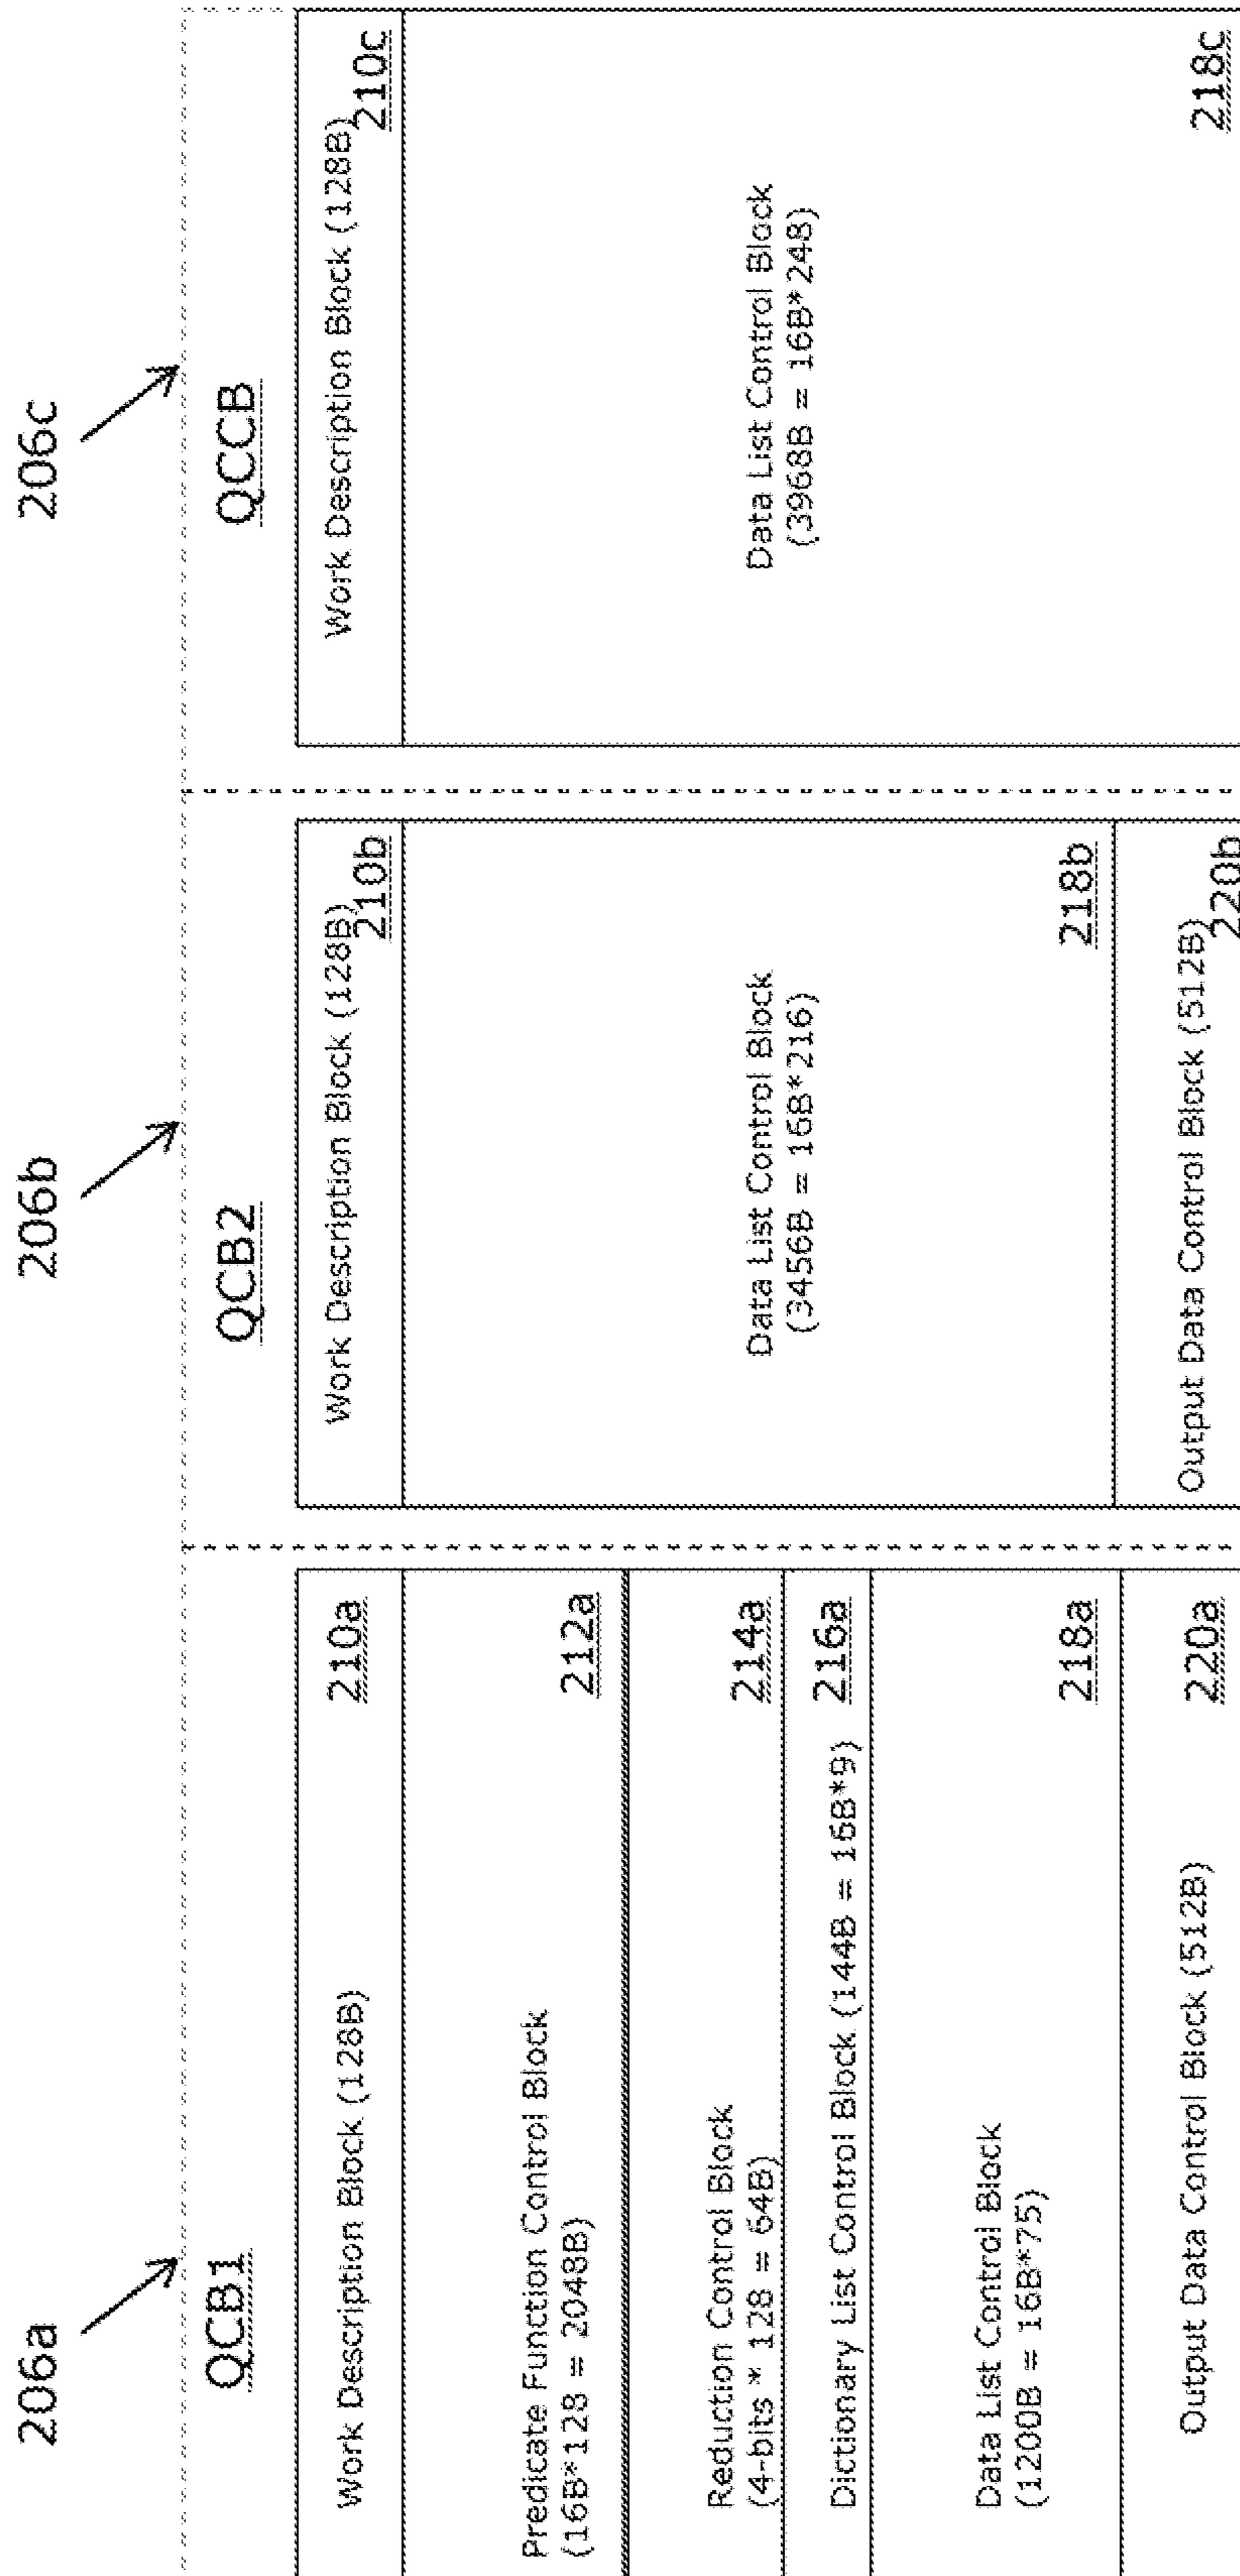 206a
QCB1
Work Description Block (128B)
210a
Predicate Function Control Block
(16B*128 = 2048B)
212a
Reduction Control Block
(4-bits * 128 = 64B)
214a
Dictionary List Control Block (144B = 16B*9)
216a
Data List Control Block
(1200B = 16B*75)
218a
Output Data Control Block (512B)
220a
206b
QCB2
Work Description Block (128B)
210b
Data List Control Block
(3456B = 16B*216)
218b
Output Data Control Block (512B)
220b
206c
QCCB
Work Description Block (128B)
210c
Data List Control Block
(3968B = 16B*248)
218c